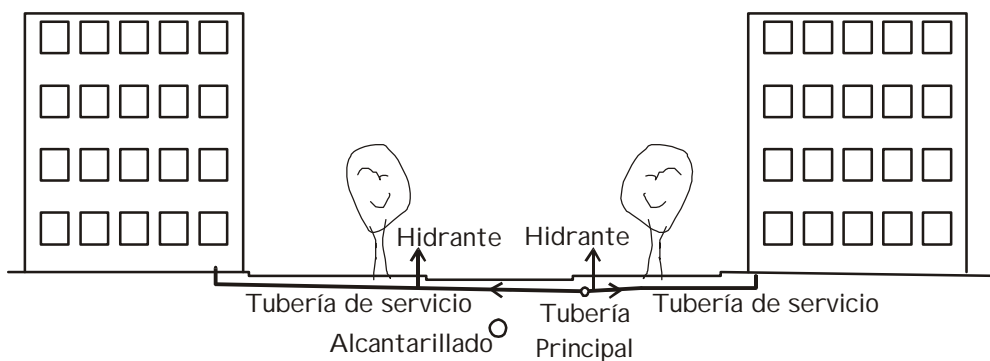 Hidrante
Hidrante
Tubería de servicio
Tubería
Principal
Tubería de servicio
Alcantarillado